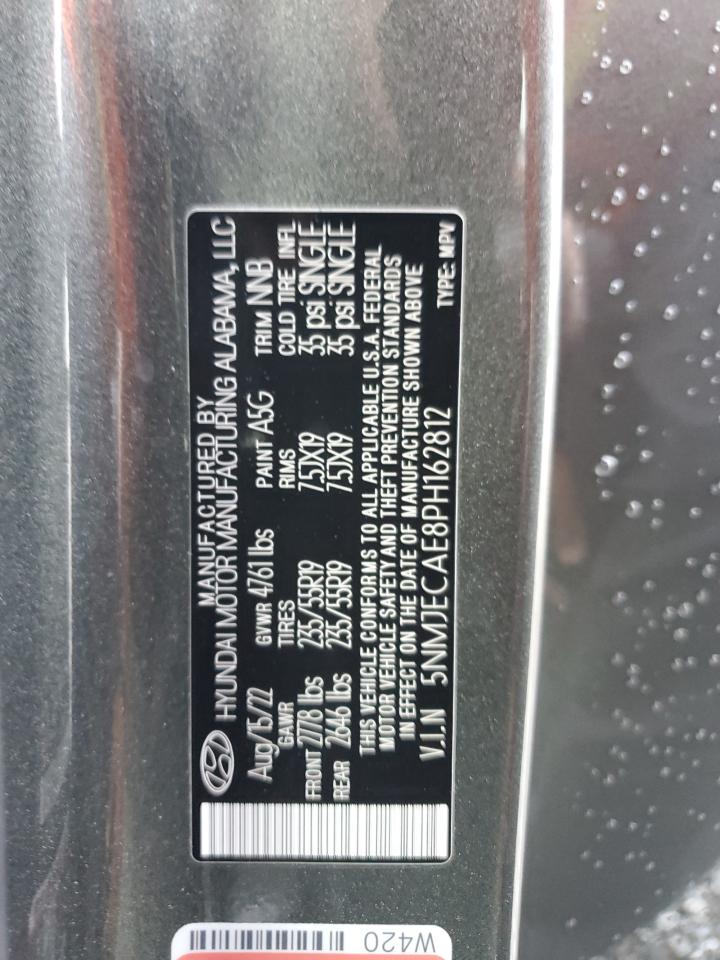 MANUFACTURED BY
HYUNDAI MOTOR MANUFACTURING ALABAMA, LLC
Aug/15/22 GVWR 4761 lbs PAINT A5G TRIM NNB
GAWR TIRES RIMS COLD TIRE INFL
FRONT 2778 lbs 235/55R19 7.5JX19 35 psi SINGLE
REAR 2646 lbs 235/55R19 7.5JX19 35 psi SINGLE
THIS VEHICLE CONFORMS TO ALL APPLICABLE U.S.A. FEDERAL
MOTOR VEHICLE SAFETY AND THEFT PREVENTION STANDARDS
IN EFFECT ON THE DATE OF MANUFACTURE SHOWN ABOVE
V.I.N 5NMJECAE8PH162812 TYPE: MPV
W420